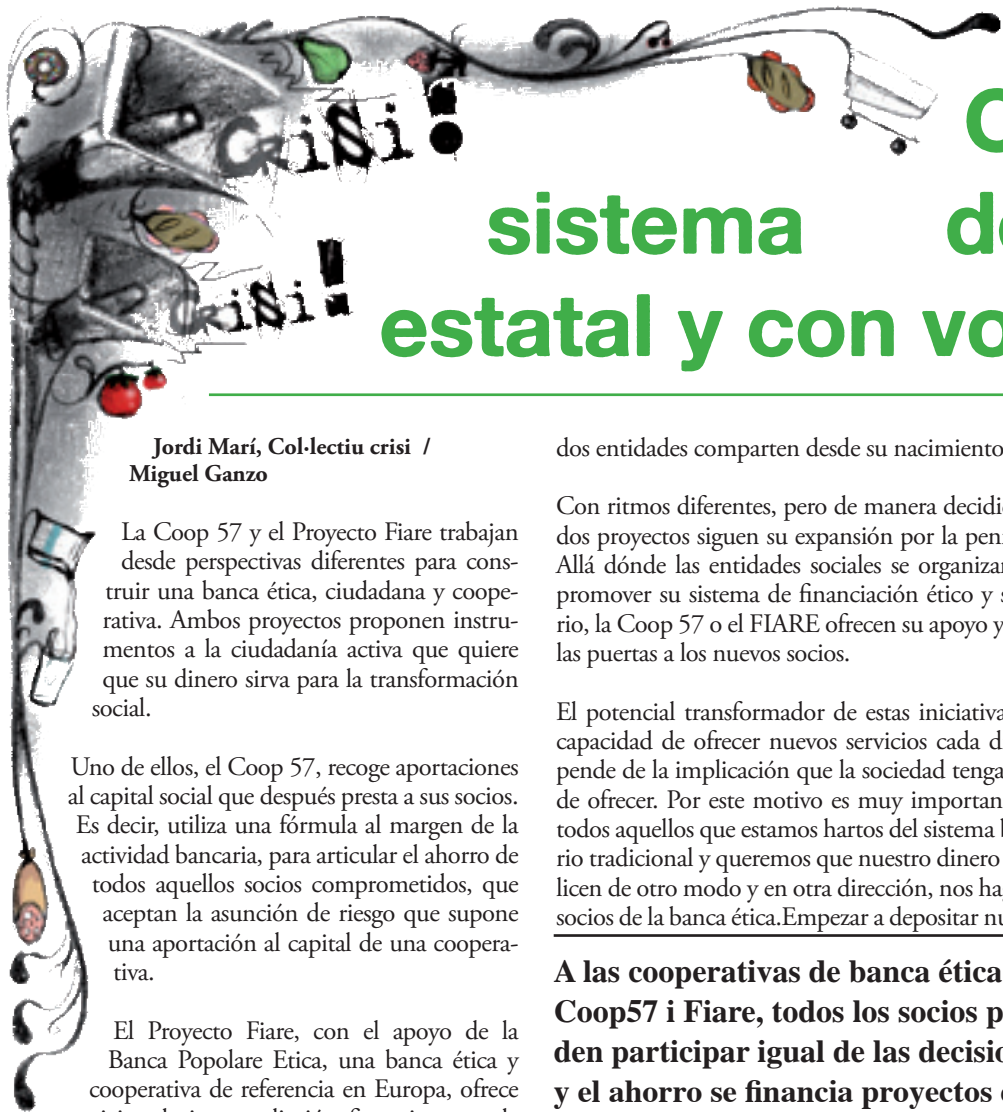 CRiSi!
CRiSi!
sistema
estatal y con
Jordi Marí, Col·lectiu crisi /
Miguel Ganzo
La Coop 57 y el Proyecto Fiare trabajan
desde perspectivas diferentes para cons-
truir una banca ética, ciudadana y coope-
rativa. Ambos proyectos proponen instru-
mentos a la ciudadanía activa que quiere
que su dinero sirva para la transformación
social.
Uno de ellos, el Coop 57, recoge aportaciones
al capital social que después presta a sus socios.
Es decir, utiliza una fórmula al margen de la
actividad bancaria, para articular el ahorro de
todos aquellos socios comprometidos, que
aceptan la asunción de riesgo que supone
una aportación al capital de una coopera-
tiva.
El Proyecto Fiare, con el apoyo de la
Banca Popolare Etica, una banca ética y
cooperativa de referencia en Europa, ofrece
dos entidades comparten desde su nacimiento
Con ritmos diferentes, pero de manera
dos proyectos siguen su expansión por la
Allá dónde las entidades sociales se
promover su sistema de financiación ético y
rio, la Coop 57 o el FIARE ofrecen su apoyo y
las puertas a los nuevos socios.
El potencial transformador de estas
capacidad de ofrecer nuevos servicios cada
pende de la implicación que la sociedad
de ofrecer. Por este motivo es muy
todos aquellos que estamos hartos del sistema
rio tradicional y queremos que nuestro dinero
licen de otro modo y en otra dirección, nos
socios de la banca ética.Empezar a depositar
A las cooperativas de banca ética
Coop57 i Fiare, todos los socios
den participar igual de las
y el ahorro se financia proyectos